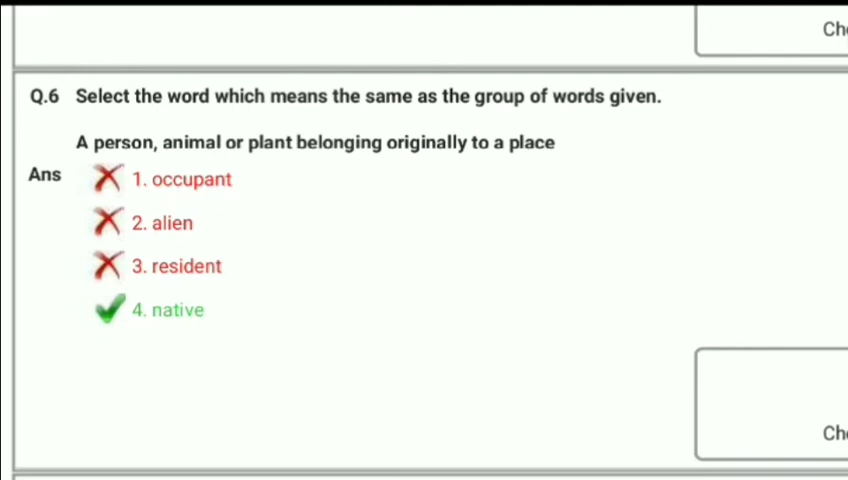 Q.6 Select the word which means the same as the group of words given.
A person, animal or plant belonging originally to a place
Ans 1. occupant
2. alien
3. resident
4. native